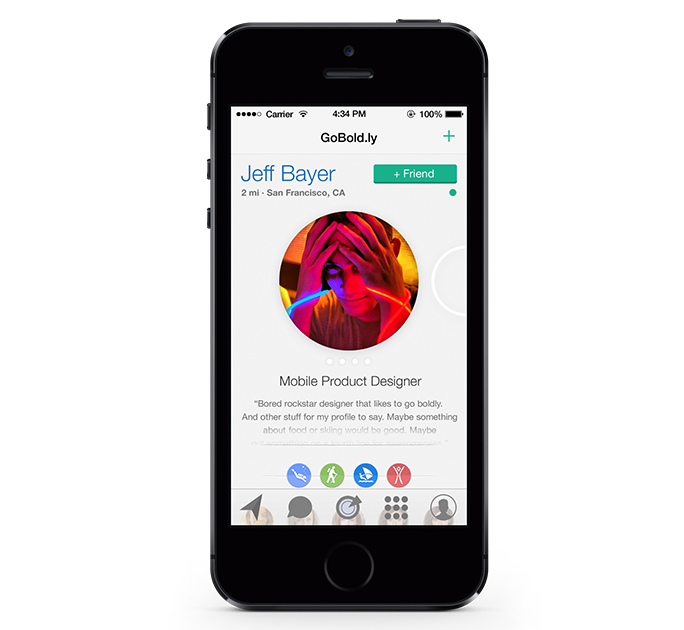 Carrier 4:34 PM 100%
GoBold.ly
+
Jeff Bayer
+ Friend
2 mi · San Francisco, CA
Mobile Product Designer
“Bored rockstar designer that likes to go boldly.
And other stuff for my profile to say. Maybe something
about food or skiing would be good. Maybe